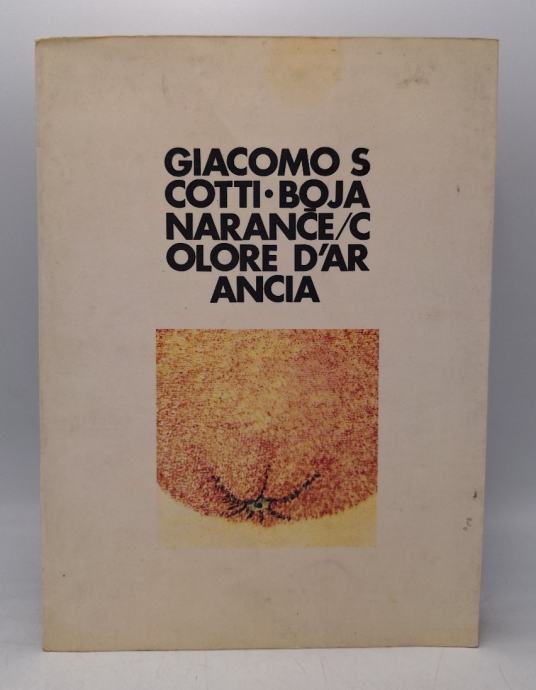 GIACOMO S
COTTI·BOJA
NARANČE/C
OLORE D'AR
ANCIA